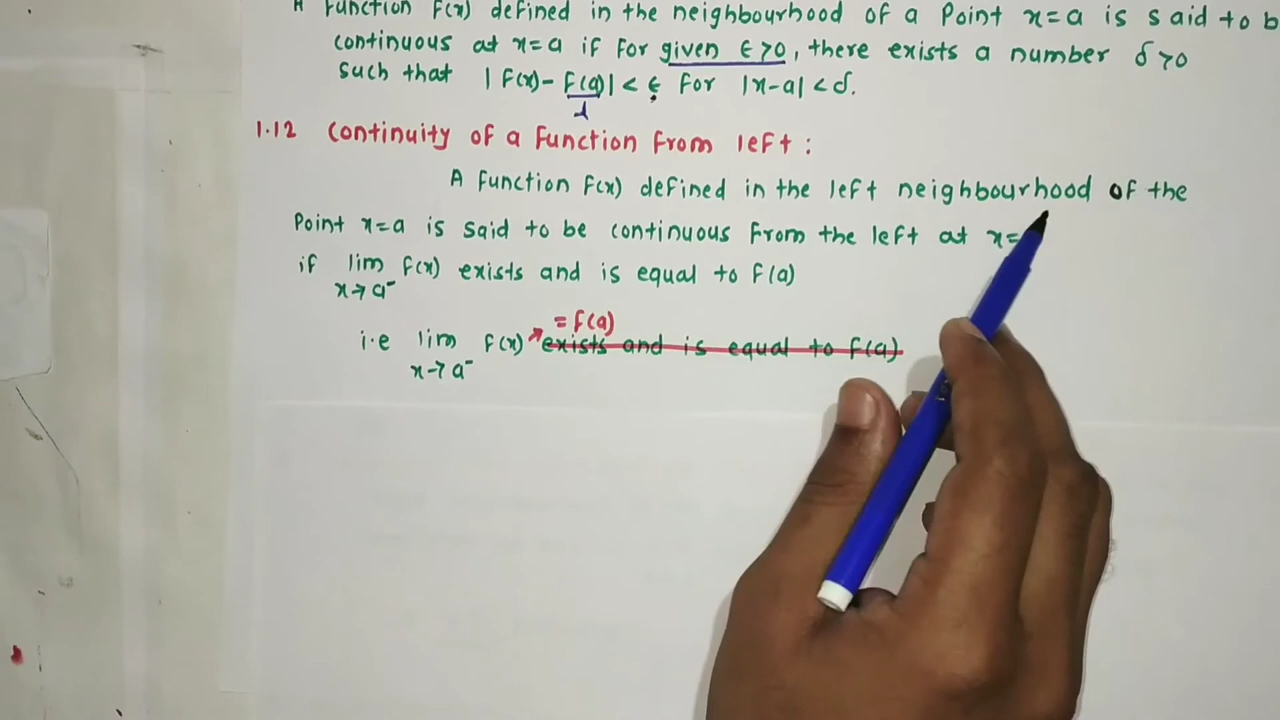 A function F(x) defined in the neighbourhood of a Point x=a is said to b
continuous at x=a if for given ϵ>0, there exists a number δ>0
such that |F(x)-F(a)|<ϵ for |x-a|<δ.
l
1.12 Continuity of a Function From left:
A function F(x) defined in the left neighbourhood of the
Point x=a is said to be continuous From the left at x=
if lim F(x) exists and is equal to F(a)
x→a⁻
=F(a)
i.e lim F(x) exists and is equal to F(a)
x→a⁻